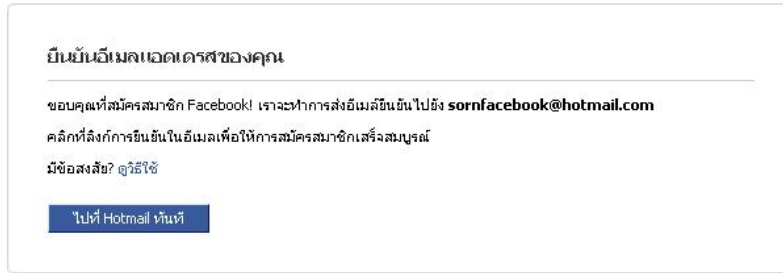 ยืนยันอีเมลแอดเดรสของคุณ
ขอบคุณที่สมัครสมาชิก Facebook! เราจะทำการส่งอีเมล์ยืนยันไปยัง sornfacebook@hotmail.com
คลิกที่ลิงก์การยืนยันในอีเมลเพื่อให้การสมัครสมาชิกเสร็จสมบูรณ์
มีข้อสงสัย? ดูวิธีใช้
ไปที่ Hotmail ทันที